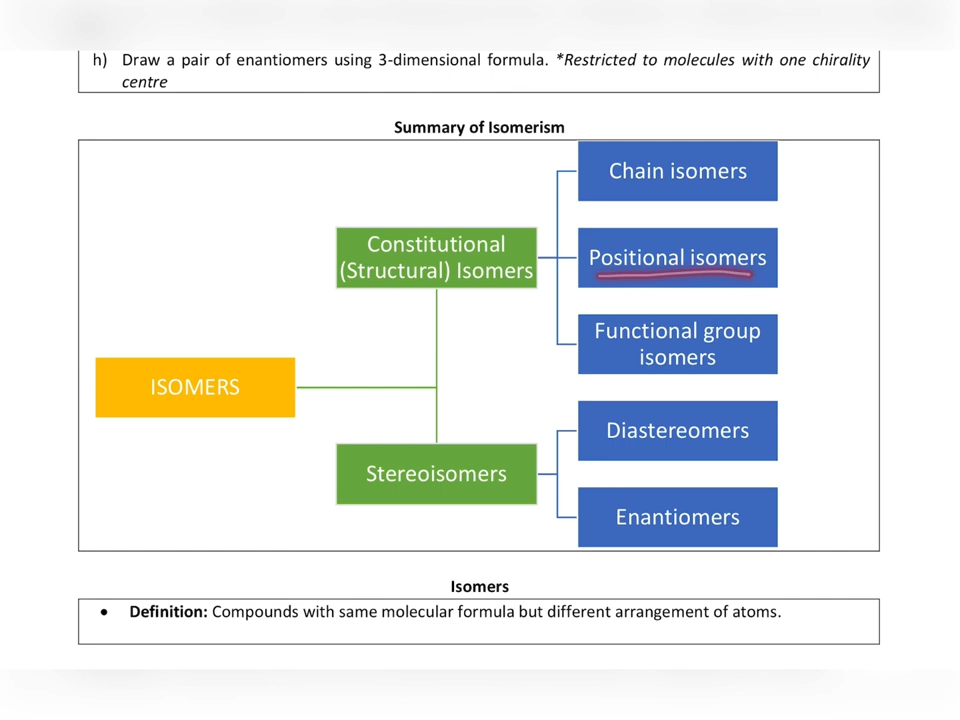 h) Draw a pair of enantiomers using 3-dimensional formula. *Restricted to molecules with one chirality
centre
Summary of Isomerism
Chain isomers
Constitutional
(Structural) Isomers
Positional isomers
Functional group
isomers
ISOMERS
Diastereomers
Stereoisomers
Enantiomers
Isomers
• Definition: Compounds with same molecular formula but different arrangement of atoms.